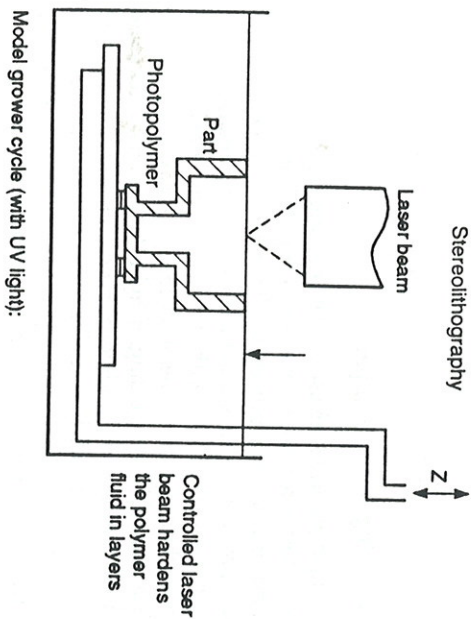 Stereolithography
Laser beam
Z
Part
Photopolymer
Controlled laser
beam hardens
the polymer
fluid in layers
Model grower cycle (with UV light):